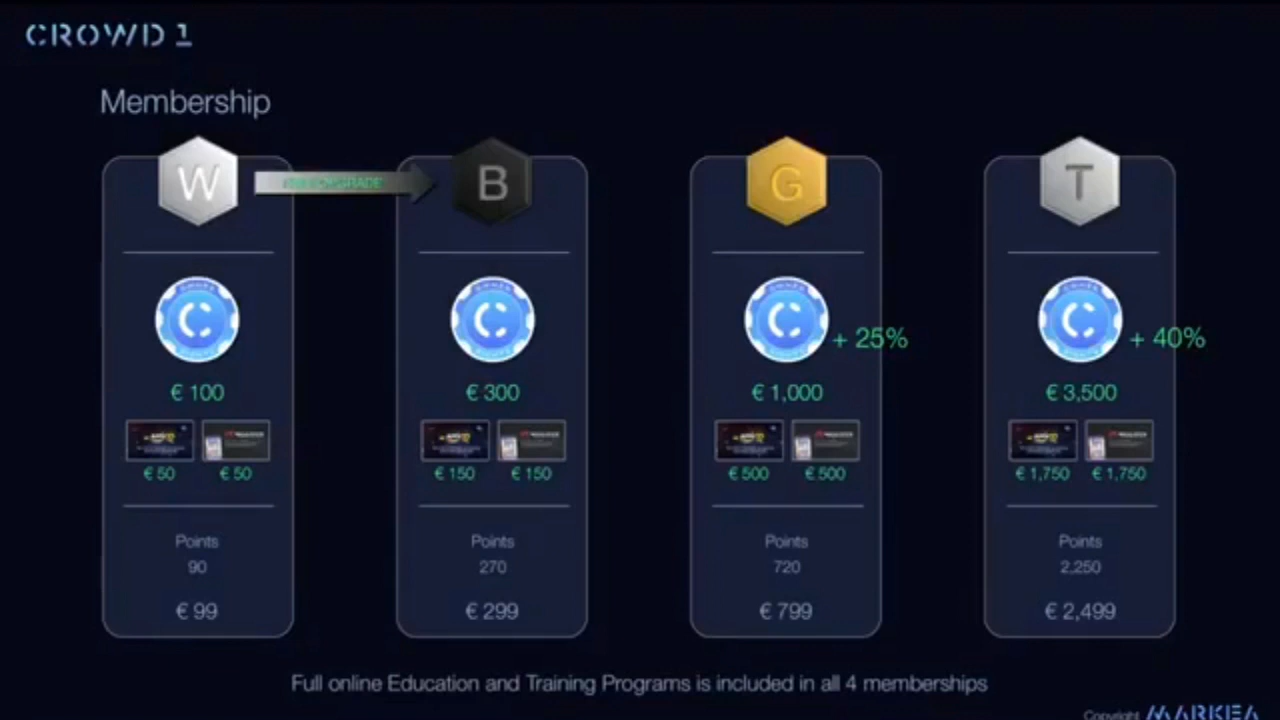 CROWD 1
Membership
W
B
G
T
C
C
C
C
+ 25%
+ 40%
€ 100
€ 300
€ 1,000
€ 3,500
€ 50
€ 50
€ 150
€ 150
€ 500
€ 500
€ 1,750
€ 1,750
Points
Points
Points
Points
90
270
720
2,250
€ 99
€ 299
€ 799
€ 2,499
Full online Education and Training Programs is included in all 4 memberships
Copyright MARKEA